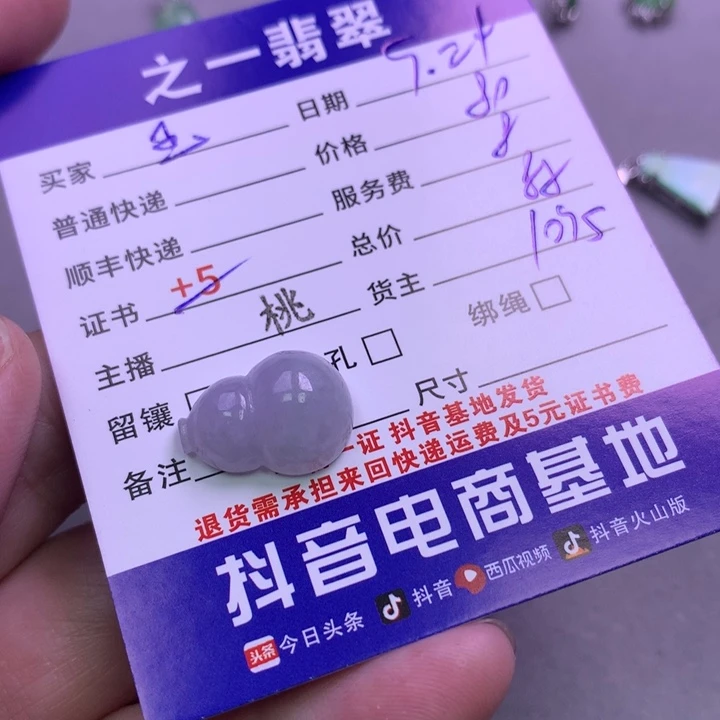 之一翡翠
日期
买家
价格 80
普通快递
服务费 8
顺丰快递
总价 88
证书 +5
货主 1075
主播 桃
绑绳
孔
留镶
尺寸
备注
一证 抖音基地发货
退货需承担来回快递运费及5元证书费
抖音电商基地
头条 今日头条 抖音 西瓜视频 抖音火山版